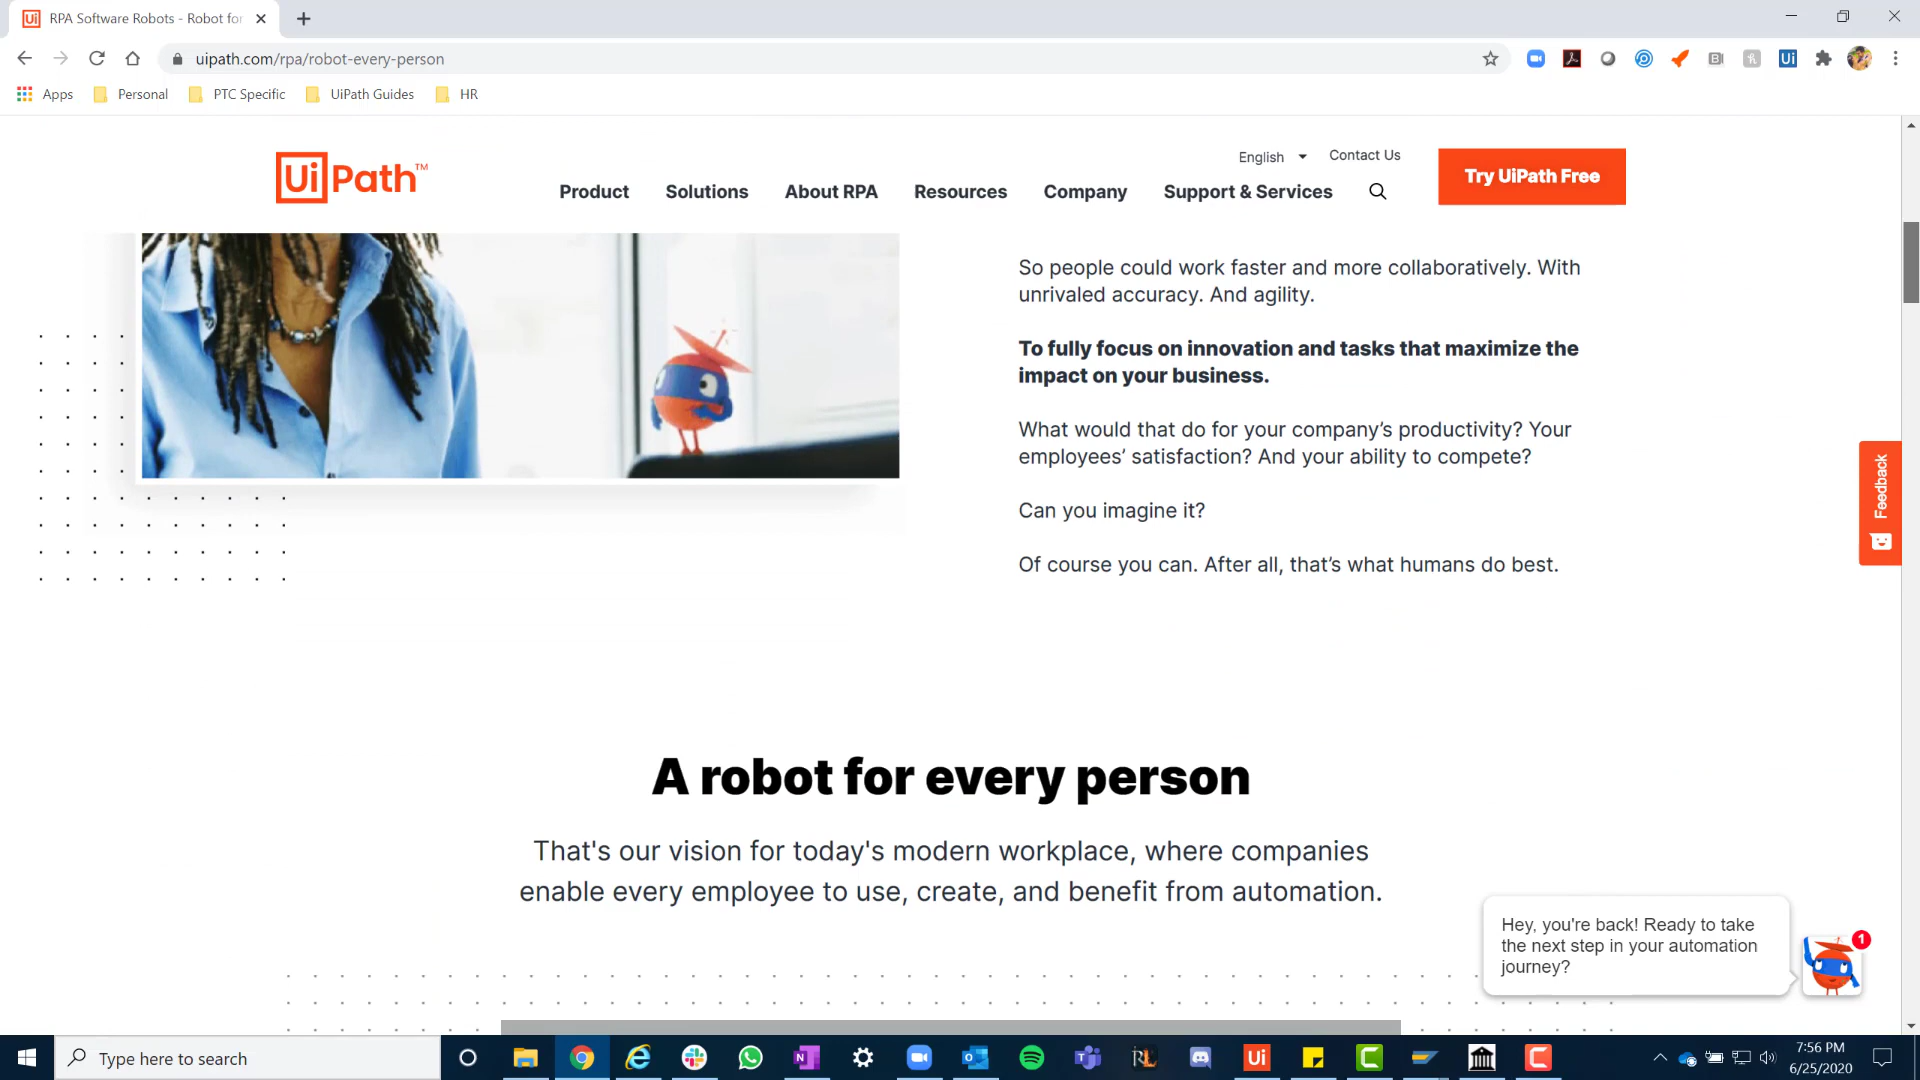 RPA Software Robots - Robot for
uipath.com/rpa/robot-every-person
Apps
Personal
PTC Specific
UiPath Guides
HR
UiPath™
English
Contact Us
Product
Solutions
About RPA
Resources
Company
Support & Services
Try UiPath Free
So people could work faster and more collaboratively. With
unrivaled accuracy. And agility.
To fully focus on innovation and tasks that maximize the
impact on your business.
What would that do for your company’s productivity? Your
employees’ satisfaction? And your ability to compete?
Can you imagine it?
Of course you can. After all, that’s what humans do best.
Feedback
A robot for every person
That's our vision for today's modern workplace, where companies
enable every employee to use, create, and benefit from automation.
Hey, you're back! Ready to take
the next step in your automation
journey?
1
Type here to search
7:56 PM
6/25/2020